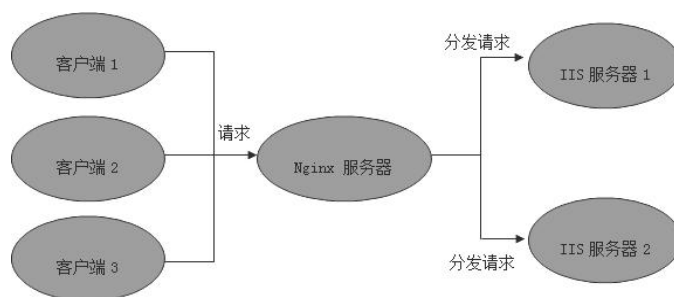 客户端 1
客户端 2
客户端 3
请求
Nginx 服务器
分发请求
IIS 服务器 1
分发请求
IIS 服务器 2